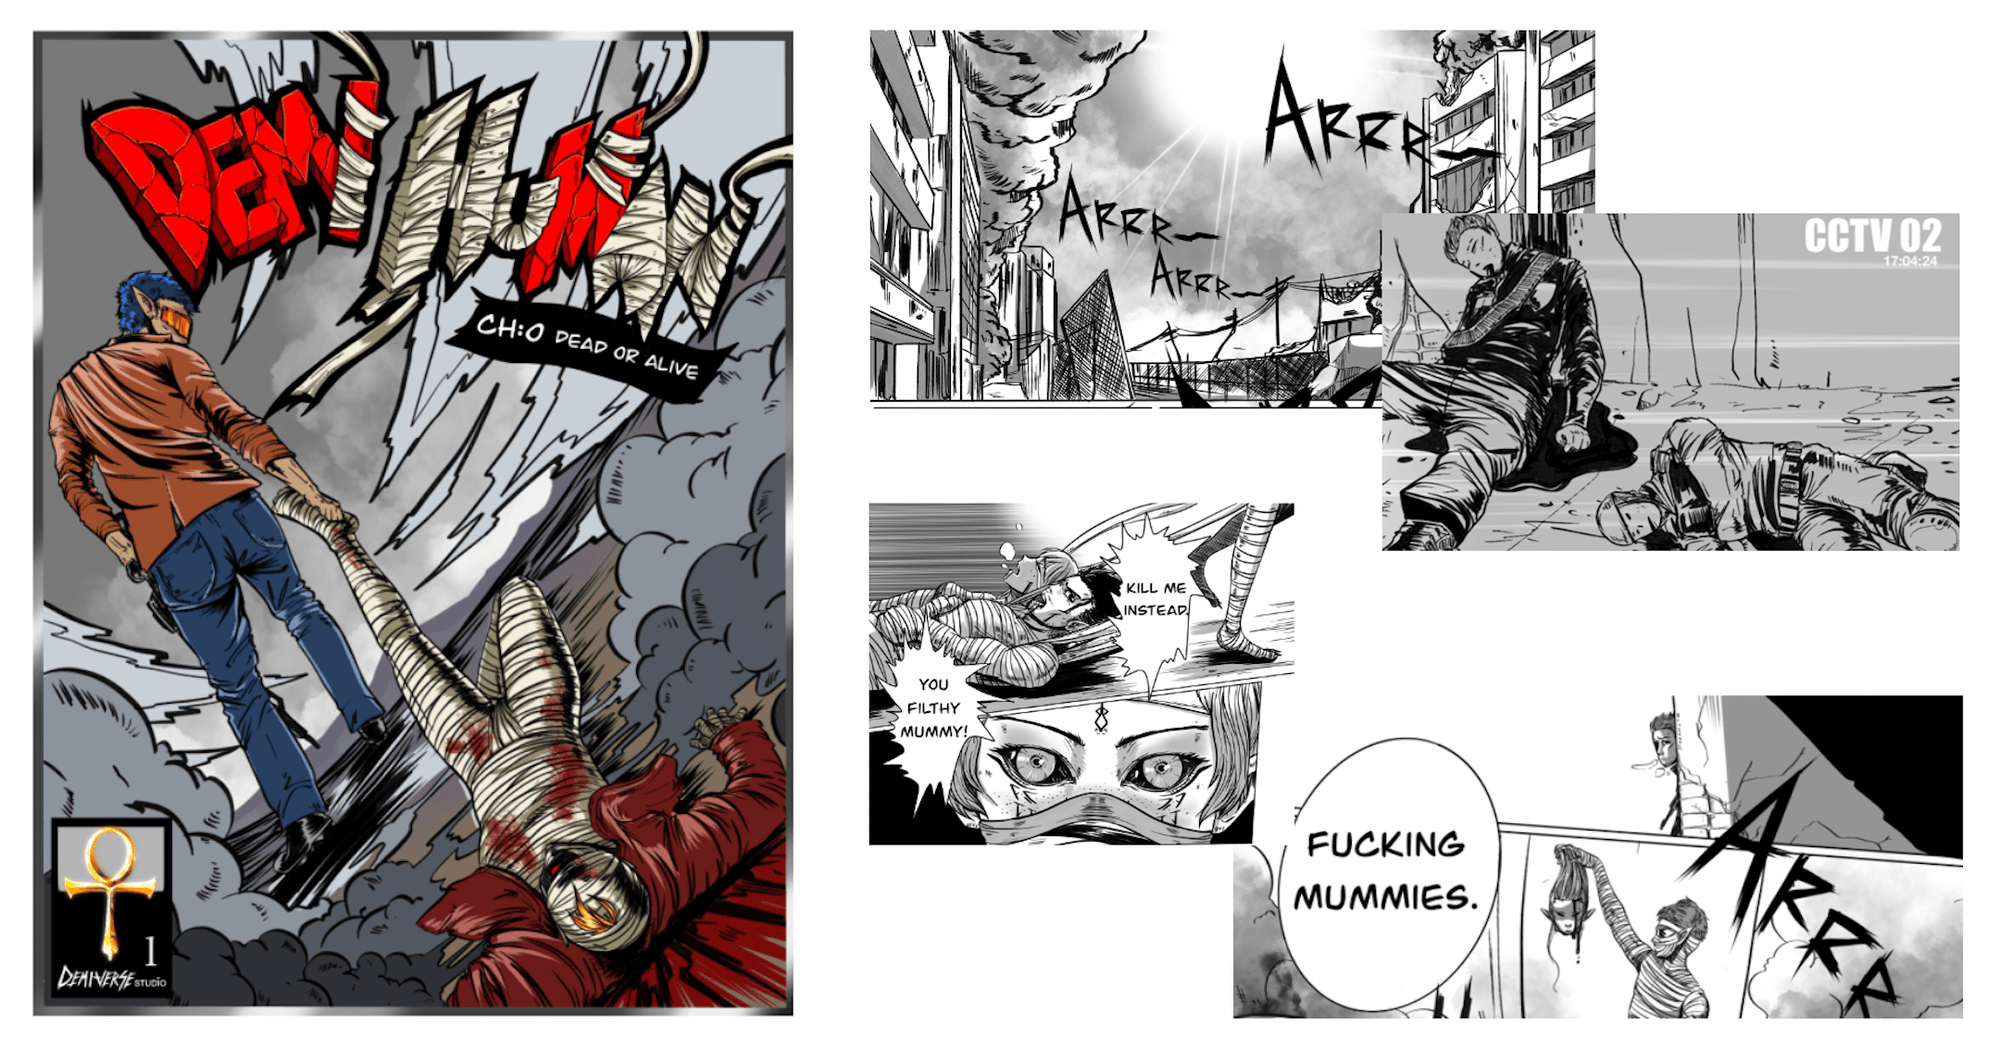 DEMI HUMAN
CH:0 DEAD OR ALIVE
1
DEMIVERSE STUDIO
ARRR
ARRR
ARRR
CCTV 02
17:04:24
KILL ME
INSTEAD.
YOU
FILTHY
MUMMY!
FUCKING
MUMMIES.
ARRR